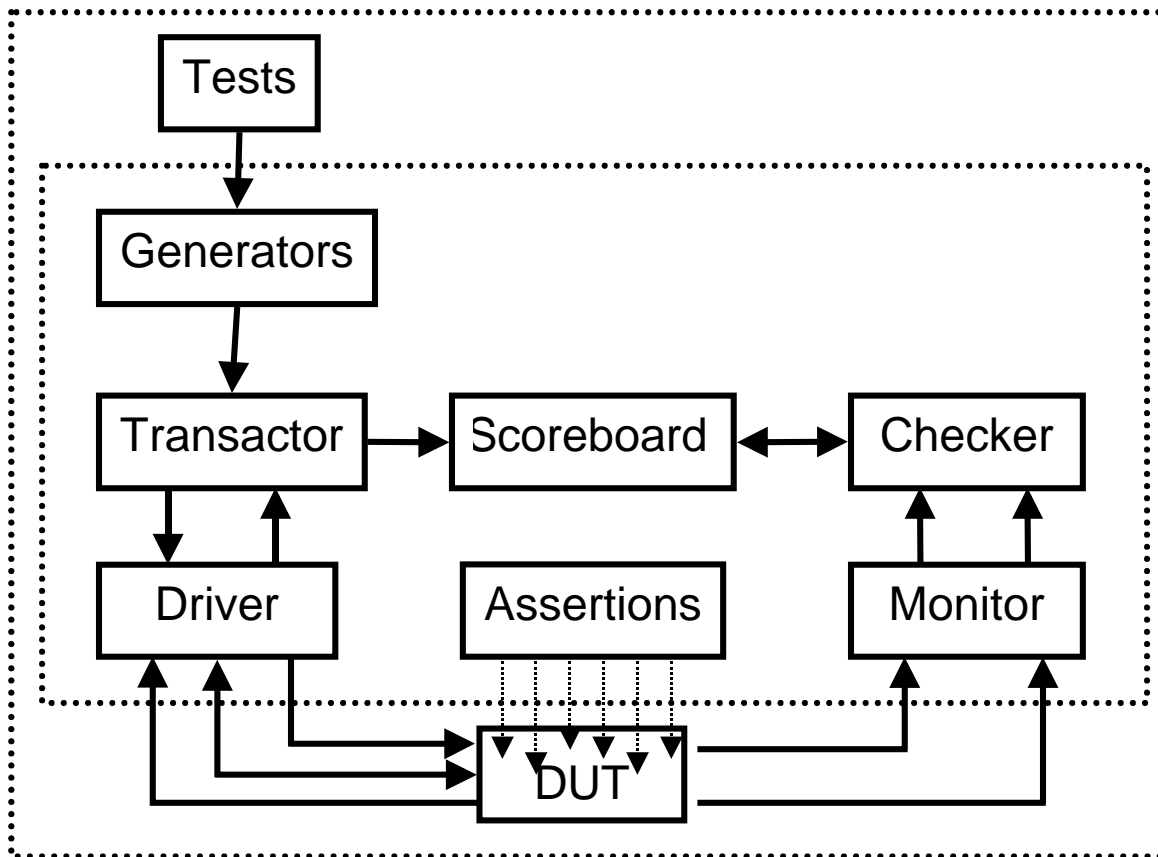 Tests
Generators
Transactor
Scoreboard
Checker
Driver
Assertions
Monitor
DUT